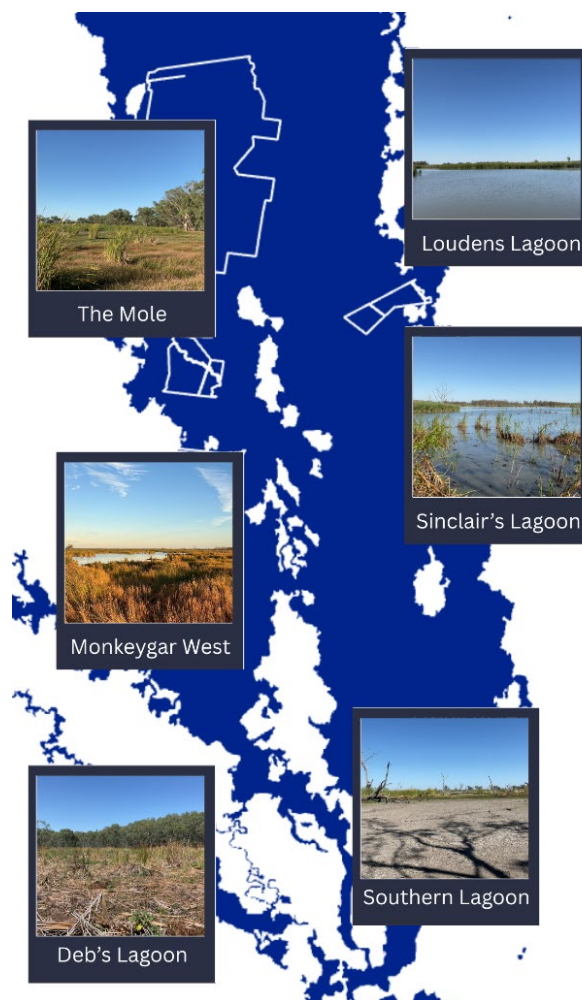 Loudens Lagoon
The Mole
Sinclair's Lagoon
Monkeygar West
Southern Lagoon
Deb's Lagoon